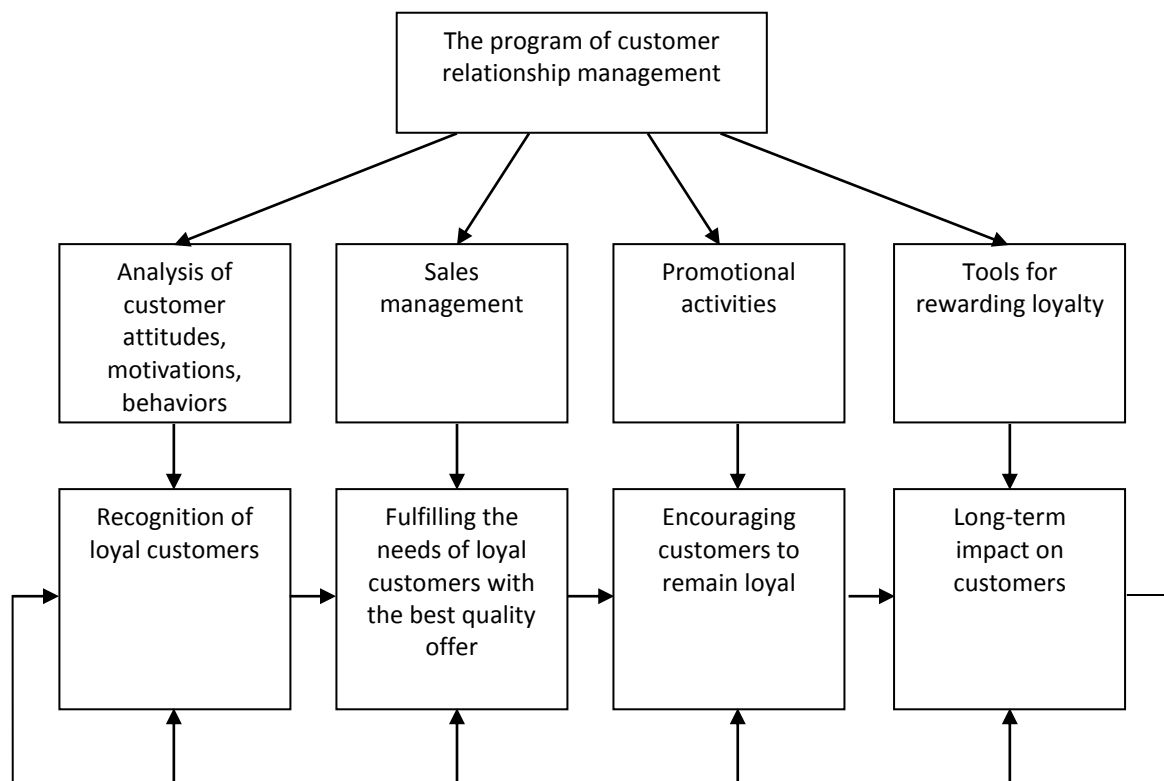 The program of customer
relationship management
Analysis of
customer
attitudes,
motivations,
behaviors
Sales
management
Promotional
activities
Tools for
rewarding loyalty
Recognition of
loyal customers
Fulfilling the
needs of loyal
customers with
the best quality
offer
Encouraging
customers to
remain loyal
Long-term
impact on
customers